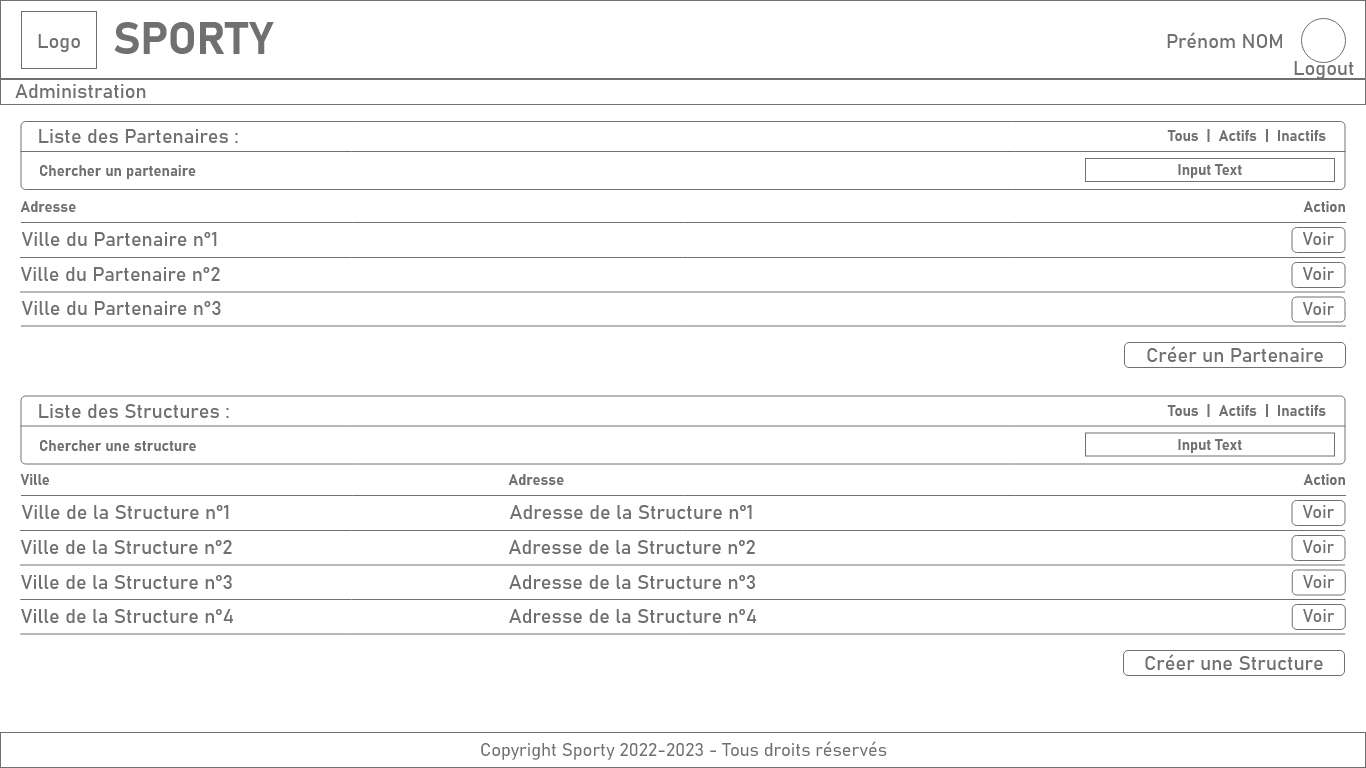 Logo SPORTY Prénom NOM
Logout
Administration
Liste des Partenaires : Tous | Actifs | Inactifs
Chercher un partenaire Input Text
Adresse Action
Ville du Partenaire n°1 Voir
Ville du Partenaire n°2 Voir
Ville du Partenaire n°3 Voir
Créer un Partenaire
Liste des Structures : Tous | Actifs | Inactifs
Chercher une structure Input Text
Ville Adresse Action
Ville de la Structure n°1 Adresse de la Structure n°1 Voir
Ville de la Structure n°2 Adresse de la Structure n°2 Voir
Ville de la Structure n°3 Adresse de la Structure n°3 Voir
Ville de la Structure n°4 Adresse de la Structure n°4 Voir
Créer une Structure
Copyright Sporty 2022-2023 - Tous droits réservés